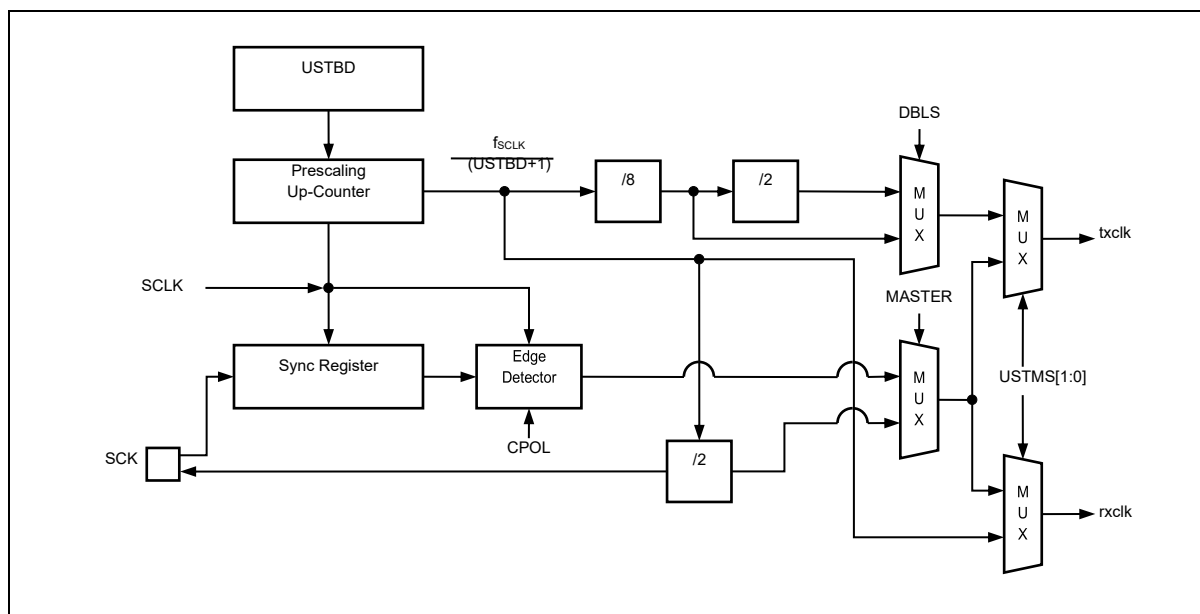 USTBD
DBLS
fSCLK
(USTBD+1)
Prescaling
Up-Counter
/8
/2
M
U
X
M
U
X
txclk
SCLK
MASTER
Sync Register
Edge
Detector
M
U
X
USTMS[1:0]
CPOL
SCK
/2
M
U
X
rxclk